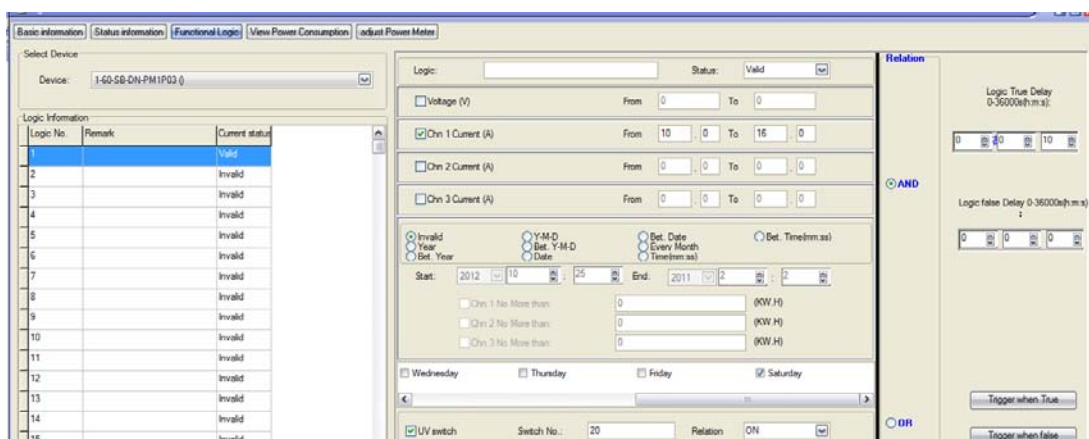 Basic information Status information Functional Logic View Power Consumption adjust Power Meter
Select Device
Device: 1-60-SB-DN-PM1P03 ()
Logic Information
Logic No. Remark Current status
1 Valid
2 Invalid
3 Invalid
4 Invalid
5 Invalid
6 Invalid
7 Invalid
8 Invalid
9 Invalid
10 Invalid
11 Invalid
12 Invalid
13 Invalid
14 Invalid
15 Invalid
Logic: Status: Valid
Voltage (V) From 0 To 0
Chn 1 Current (A) From 10 . 0 To 16 . 0
Chn 2 Current (A) From 0 . 0 To 0 . 0
Chn 3 Current (A) From 0 . 0 To 0 . 0
Invalid Y-M-D Bet. Date Bet. Time(mm:ss)
Year Bet. Y-M-D Every Month
Bet. Year Date Time(mm:ss)
Start: 2012 10 : 25 End: 2011 2 : 2
Chn 1 No More than: 0 (KW.H)
Chn 2 No More than: 0 (KW.H)
Chn 3 No More than: 0 (KW.H)
Wednesday Thursday Friday Saturday
UV switch Switch No.: 20 Relation ON
Relation
AND
OR
Logic True Delay
0-36000s(h:m:s):
0 0 10
Logic false Delay 0-36000s(h:m:s)
:
0 0 0
Trigger when True
Trigger when false